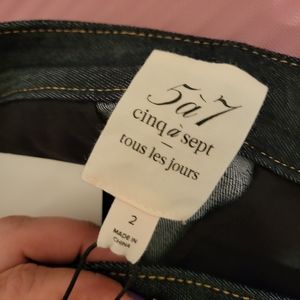 5à7
cinq à sept
tous les jours
2
MADE IN
CHINA